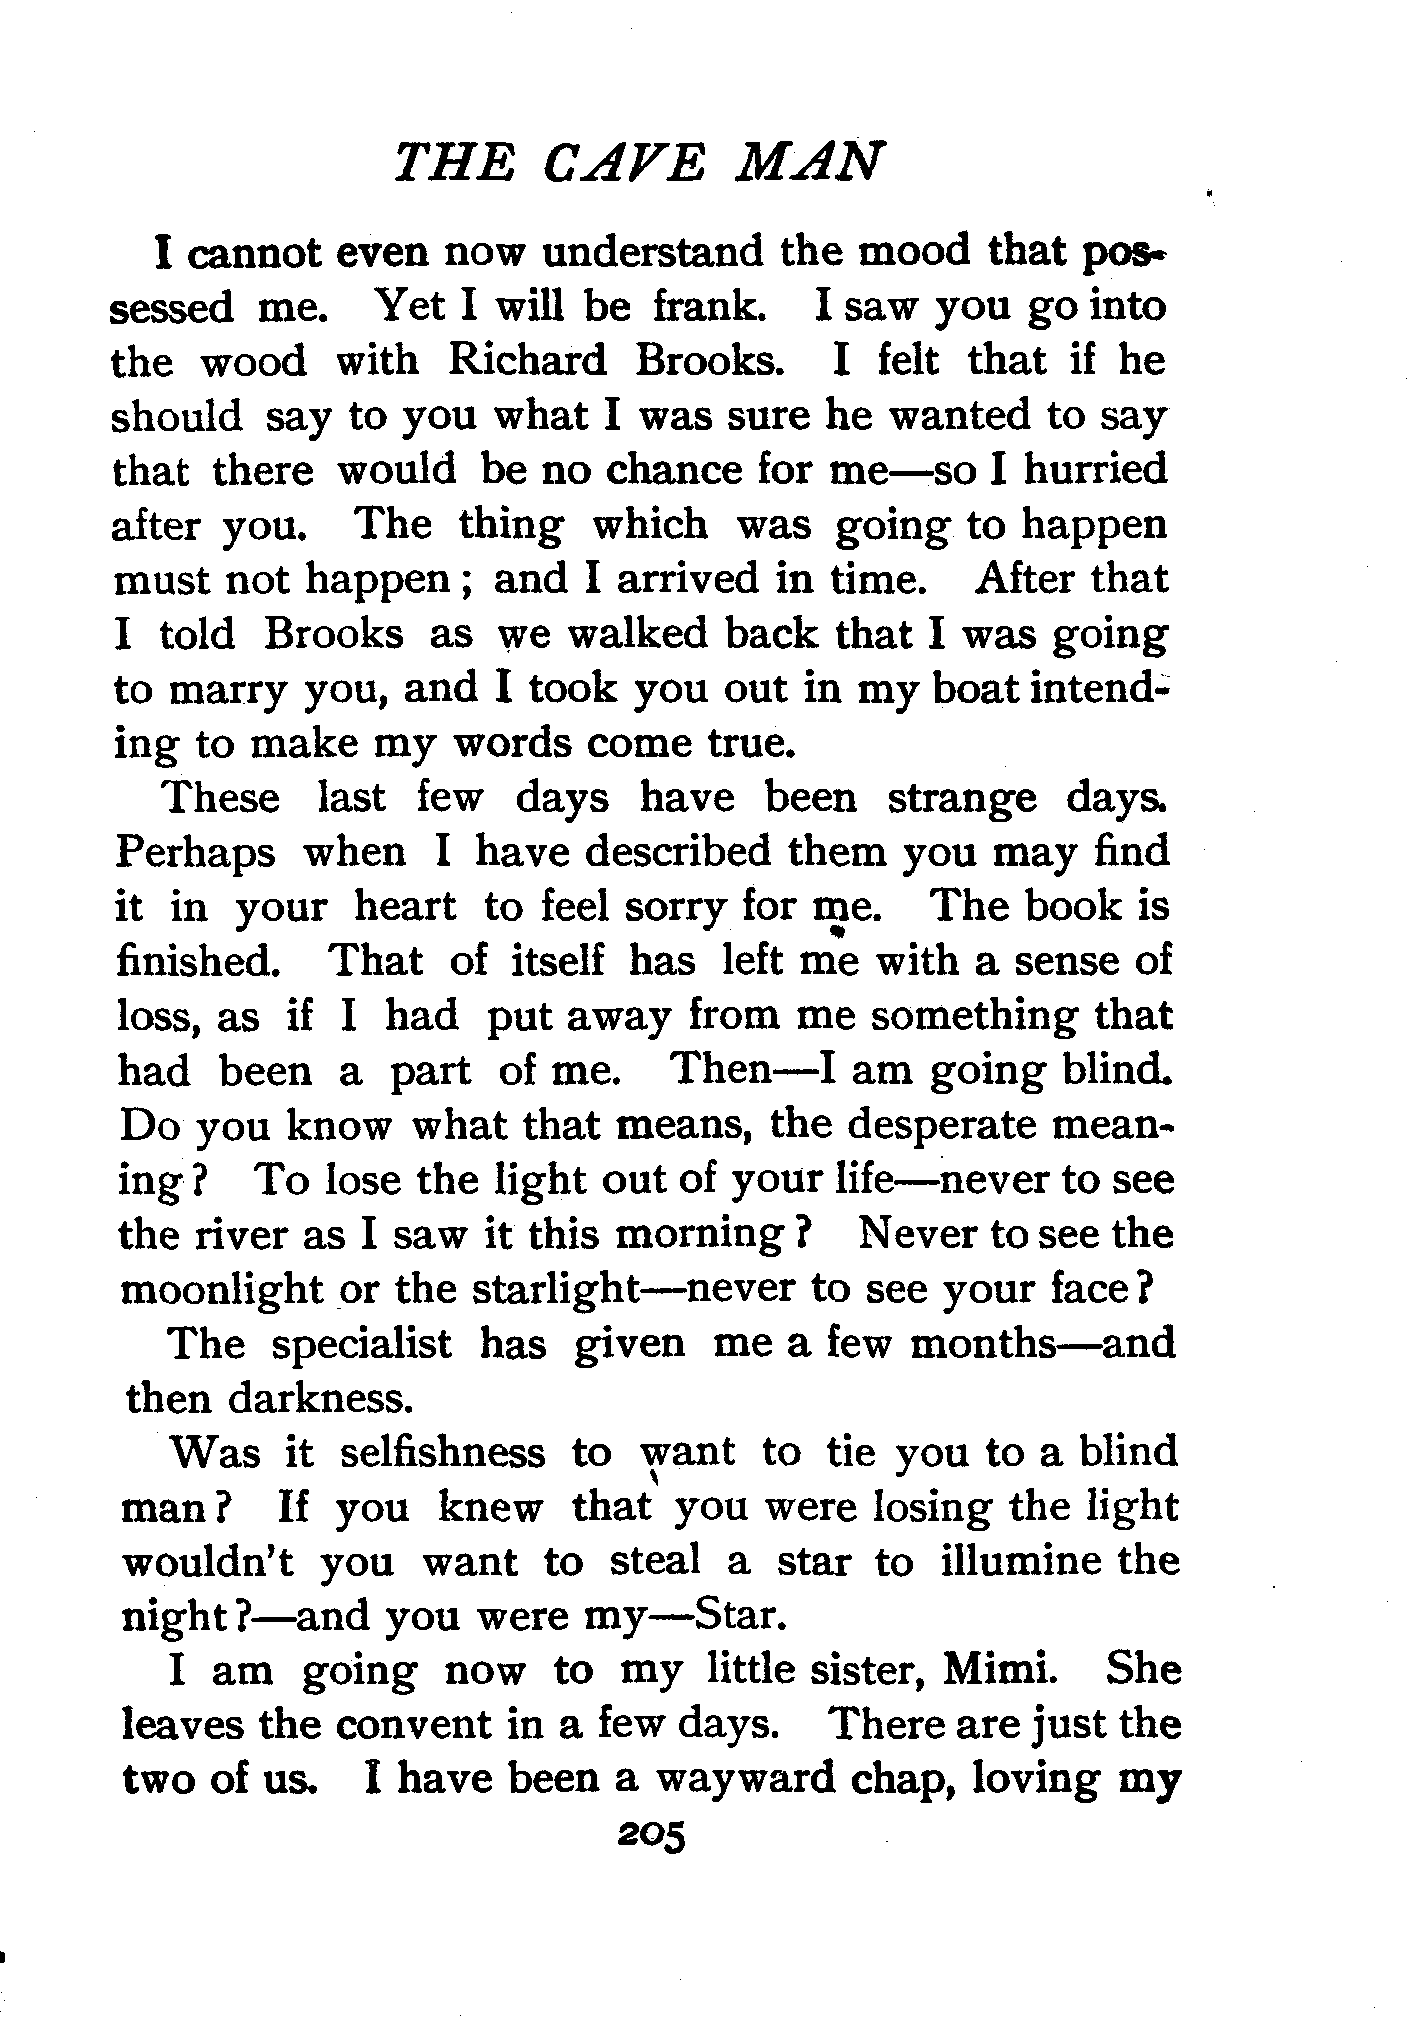 THE CAVE MAN
I cannot even now understand the mood that pos-
sessed me. Yet I will be frank. I saw you go into
the wood with Richard Brooks. I felt that if he
should say to you what I was sure he wanted to say
that there would be no chance for me—so I hurried
after you. The thing which was going to happen
must not happen ; and I arrived in time. After that
I told Brooks as we walked back that I was going
to marry you, and I took you out in my boat intend-
ing to make my words come true.
These last few days have been strange days.
Perhaps when I have described them you may find
it in your heart to feel sorry for me. The book is
finished. That of itself has left me with a sense of
loss, as if I had put away from me something that
had been a part of me. Then—I am going blind.
Do you know what that means, the desperate mean-
ing ? To lose the light out of your life—never to see
the river as I saw it this morning ? Never to see the
moonlight or the starlight—never to see your face ?
The specialist has given me a few months—and
then darkness.
Was it selfishness to want to tie you to a blind
man ? If you knew that you were losing the light
wouldn't you want to steal a star to illumine the
night ?—and you were my—Star.
I am going now to my little sister, Mimi. She
leaves the convent in a few days. There are just the
two of us. I have been a wayward chap, loving my
205